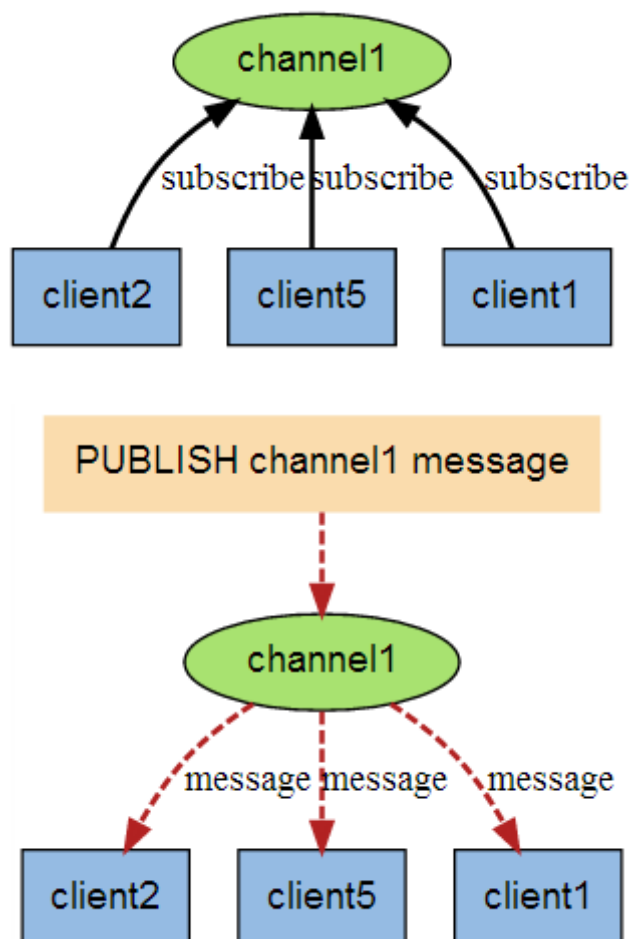 channel1
subscribe subscribe subscribe
client2 client5 client1
PUBLISH channel1 message
channel1
message message message
client2 client5 client1